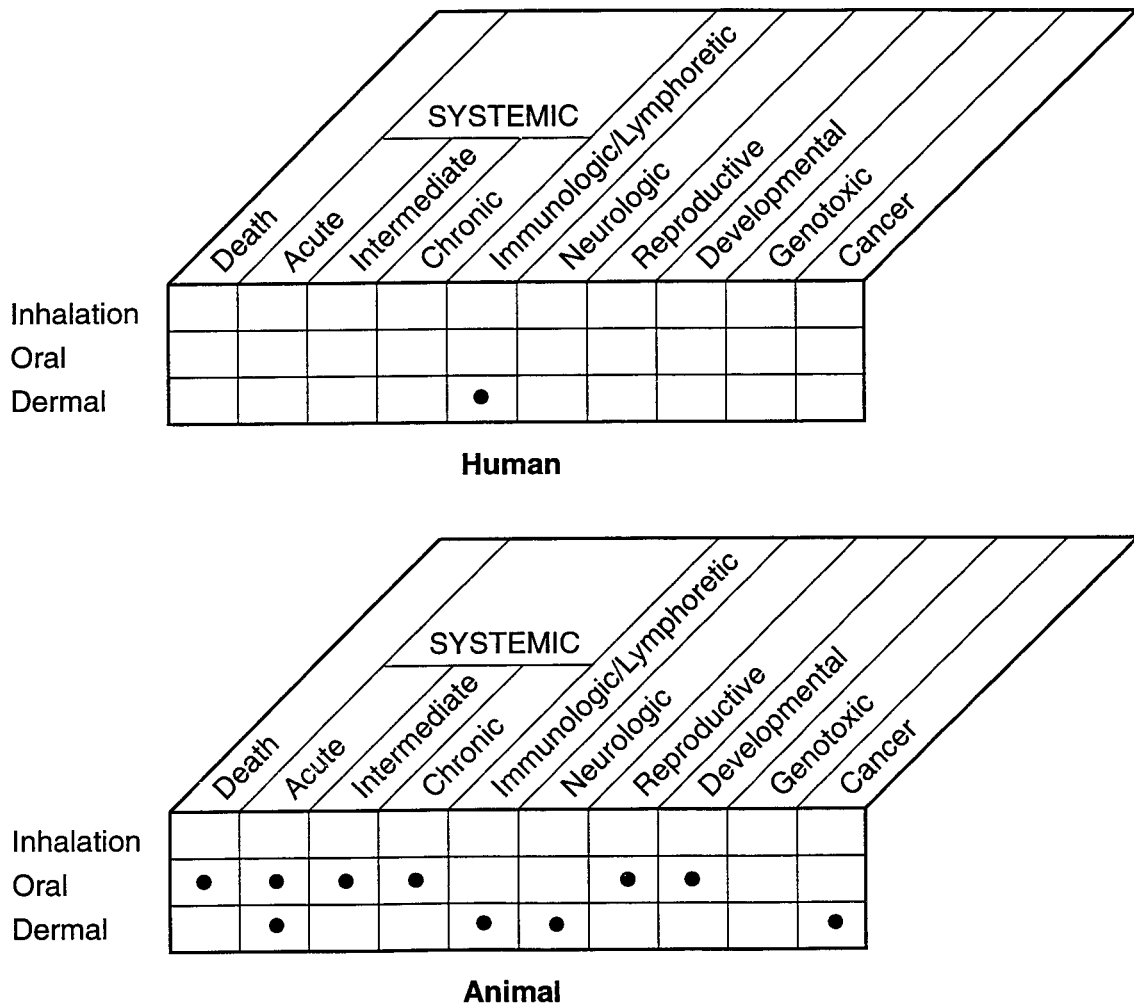 SYSTEMIC
Death
Acute
Intermediate
Chronic
Immunologic/Lymphoretic
Neurologic
Reproductive
Developmental
Genotoxic
Cancer
Inhalation
Oral
Dermal
Human
SYSTEMIC
Death
Acute
Intermediate
Chronic
Immunologic/Lymphoretic
Neurologic
Reproductive
Developmental
Genotoxic
Cancer
Inhalation
Oral
Dermal
Animal